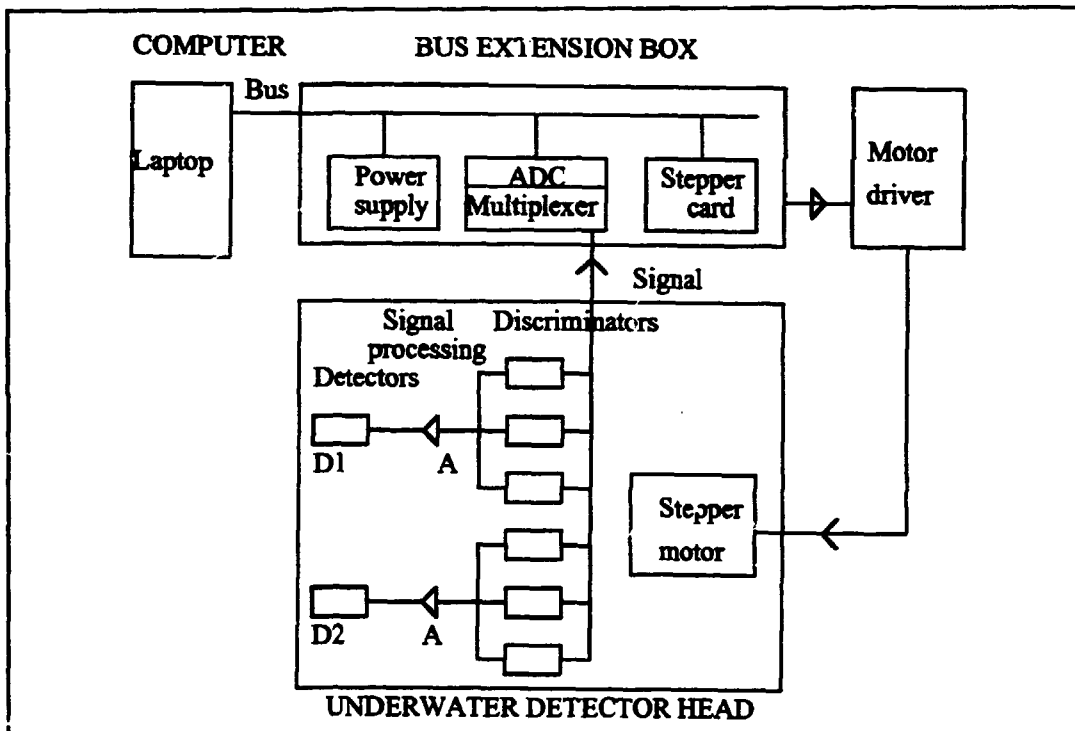 COMPUTER
BUS EXTENSION BOX
Bus
Laptop
Power
supply
ADC
Multiplexer
Stepper
card
Motor
driver
Signal
Signal
processing
Discriminators
Detectors
D1
A
Stepper
motor
D2
A
UNDERWATER DETECTOR HEAD